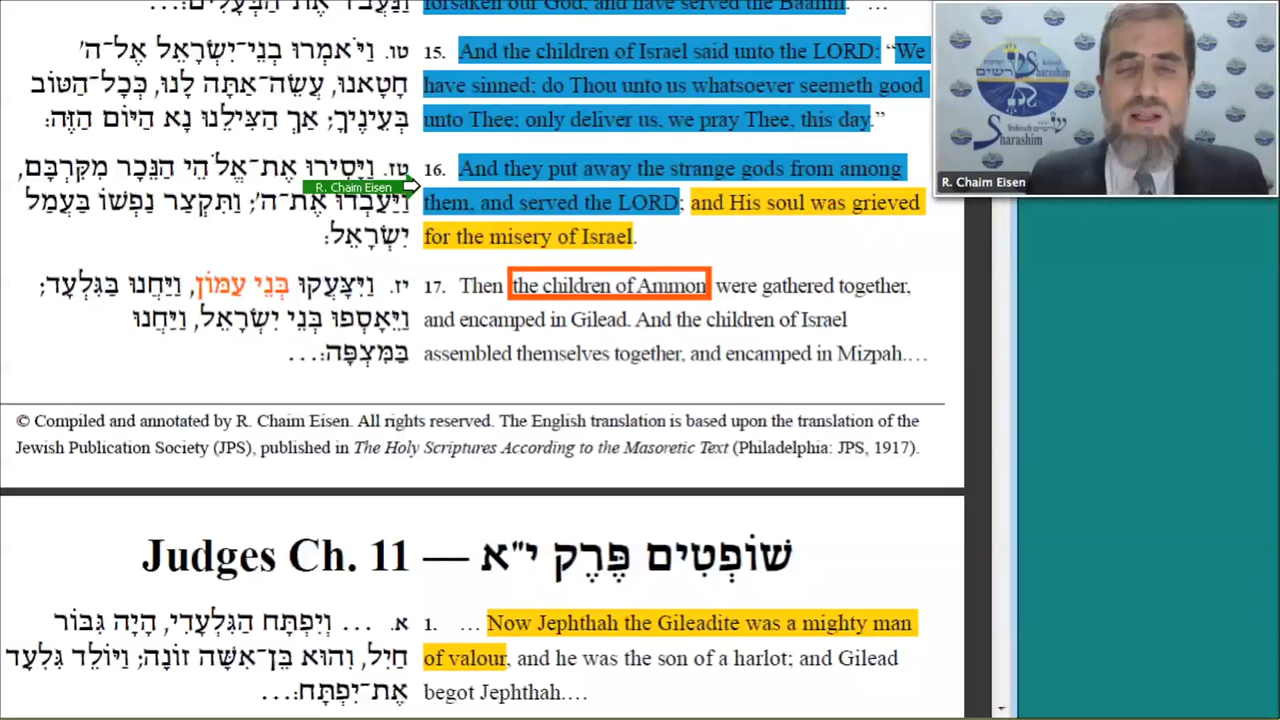 וַנַּעֲבֹד אֶת־הַבְּעָלִים:…
forsaken our God, and have served the Baalim. …
טו. וַיֹּאמְרוּ בְנֵי־יִשְׂרָאֵל אֶל־ה'
חָטָאנוּ, עֲשֵׂה־אַתָּה לָנוּ, כְּכָל־הַטּוֹב
בְּעֵינֶיךָ; אַךְ הַצִּילֵנוּ נָא הַיּוֹם הַזֶּה:
15. And the children of Israel said unto the LORD: “We
have sinned; do Thou unto us whatsoever seemeth good
unto Thee; only deliver us, we pray Thee, this day.”
טז. וַיָּסִירוּ אֶת־אֱלֹהֵי הַנֵּכָר מִקִּרְבָּם,
וַיַּעַבְדוּ אֶת־ה'; וַתִּקְצַר נַפְשׁוֹ בַּעֲמַל
יִשְׂרָאֵל:
16. And they put away the strange gods from among
them, and served the LORD; and His soul was grieved
for the misery of Israel.
R. Chaim Eisen
יז. וַיִּצָּעֲקוּ בְּנֵי עַמּוֹן, וַיַּחֲנוּ בַּגִּלְעָד;
וַיֵּאָסְפוּ בְּנֵי יִשְׂרָאֵל, וַיַּחֲנוּ
בַּמִּצְפָּה:…
17. Then the children of Ammon were gathered together,
and encamped in Gilead. And the children of Israel
assembled themselves together, and encamped in Mizpah.…
© Compiled and annotated by R. Chaim Eisen. All rights reserved. The English translation is based upon the translation of the
Jewish Publication Society (JPS), published in The Holy Scriptures According to the Masoretic Text (Philadelphia: JPS, 1917).
Judges Ch. 11 — שׁוֹפְטִים פֶּרֶק י"א
א. … וְיִפְתָּח הַגִּלְעָדִי, הָיָה גִּבּוֹר
חַיִל, וְהוּא בֶּן־אִשָּׁה זוֹנָה; וַיּוֹלֶד גִּלְעָד
אֶת־יִפְתָּח:…
1. … Now Jephthah the Gileadite was a mighty man
of valour, and he was the son of a harlot; and Gilead
begot Jephthah.…
Yeshivath
Sharashim
שרשים
R. Chaim Eisen